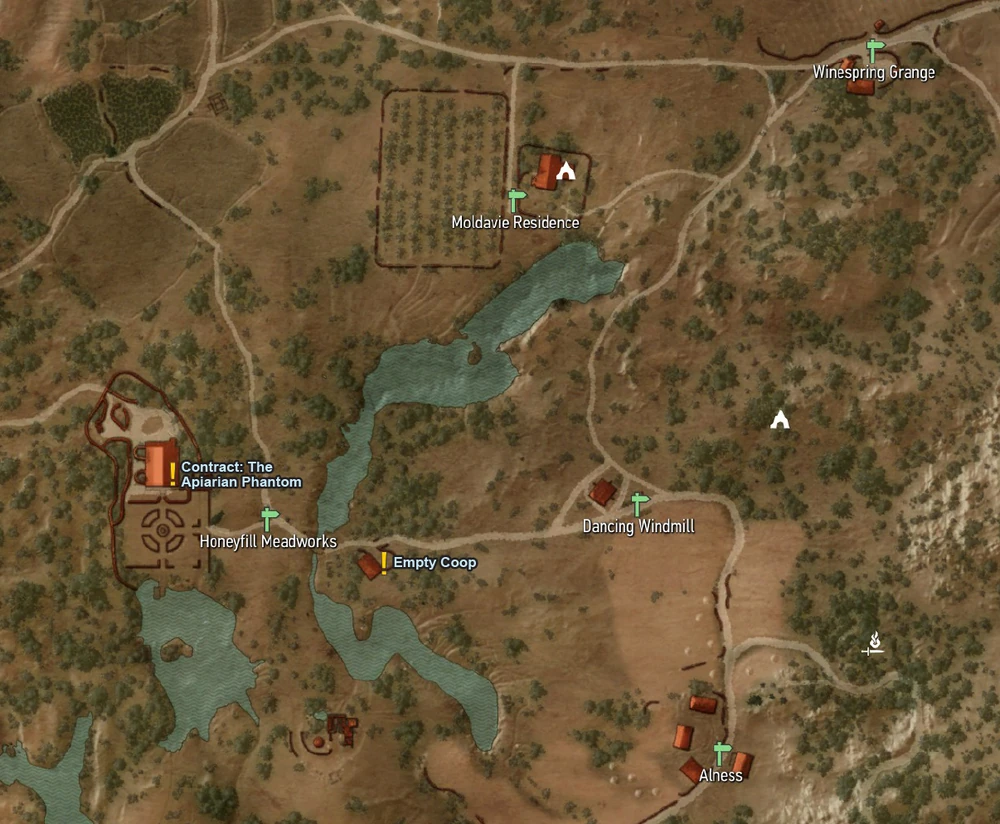 Winespring Grange
Moldavie Residence
Contract: The
Apiarian Phantom
Dancing Windmill
Honeyfill Meadworks
Empty Coop
Alness